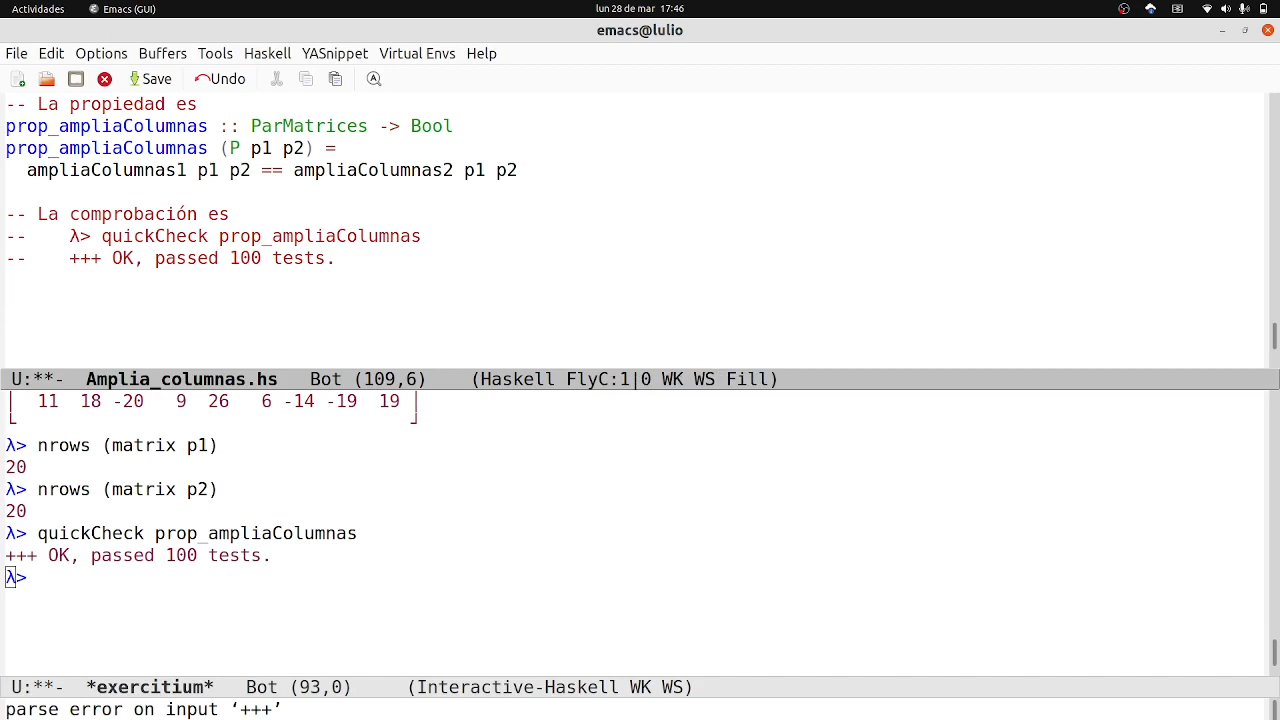 Actividades Emacs (GUI) lun 28 de mar 17:46
emacs@lulio
File Edit Options Buffers Tools Haskell YASnippet Virtual Envs Help
Save Undo
-- La propiedad es
prop_ampliaColumnas :: ParMatrices -> Bool
prop_ampliaColumnas (P p1 p2) =
  ampliaColumnas1 p1 p2 == ampliaColumnas2 p1 p2
-- La comprobación es
--    λ> quickCheck prop_ampliaColumnas
--    +++ OK, passed 100 tests.
U:**-  Amplia_columnas.hs   Bot (109,6)    (Haskell FlyC:1|0 WK WS Fill)
│  11  18 -20   9  26   6 -14 -19  19 │
└                                     ┘
λ> nrows (matrix p1)
20
λ> nrows (matrix p2)
20
λ> quickCheck prop_ampliaColumnas
+++ OK, passed 100 tests.
λ>
U:**-  *exercitium*   Bot (93,0)     (Interactive-Haskell WK WS)
parse error on input ‘+++’